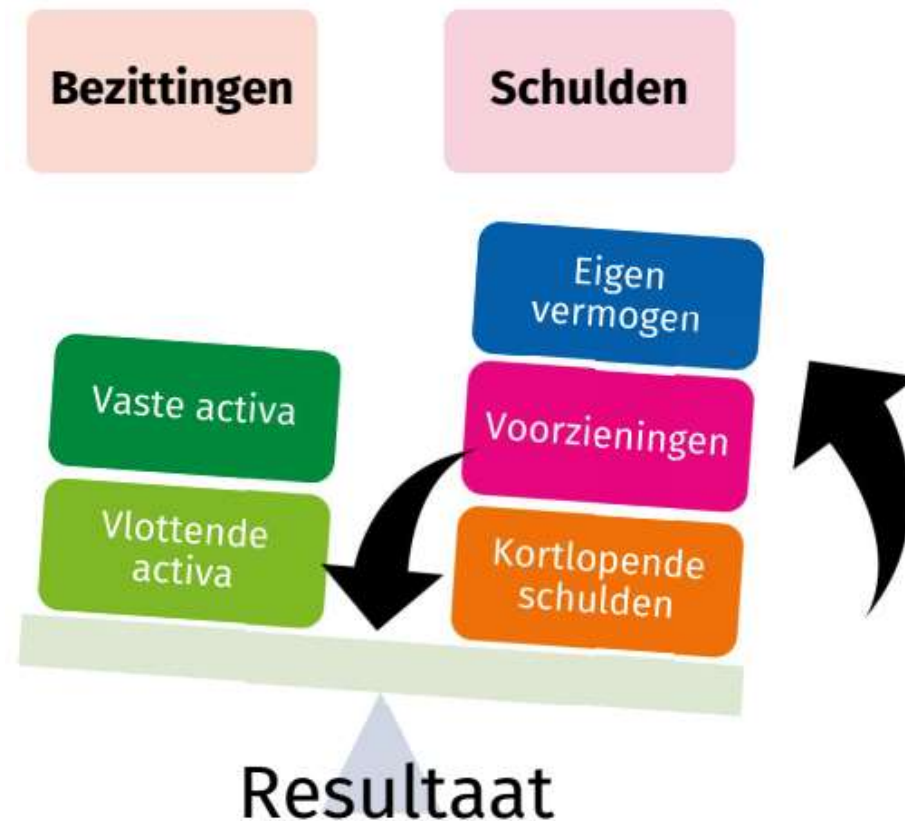 Bezittingen
Schulden
Eigen
vermogen
Vaste activa
Voorzieningen
Vlottende
activa
Kortlopende
schulden
Resultaat